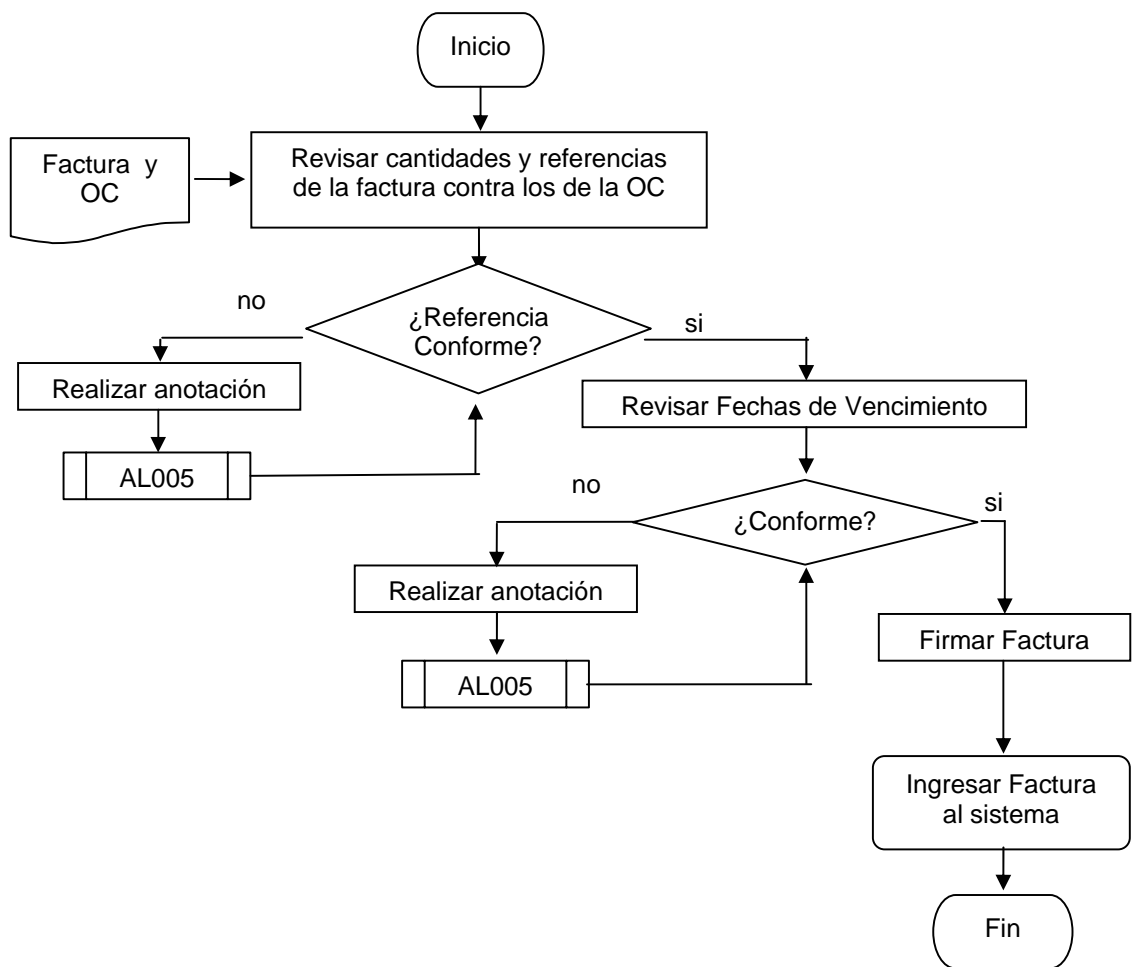 Inicio
Factura y
OC
Revisar cantidades y referencias
de la factura contra los de la OC
no
¿Referencia
Conforme?
si
Realizar anotación
AL005
Revisar Fechas de Vencimiento
no
¿Conforme?
si
Realizar anotación
AL005
Firmar Factura
Ingresar Factura
al sistema
Fin